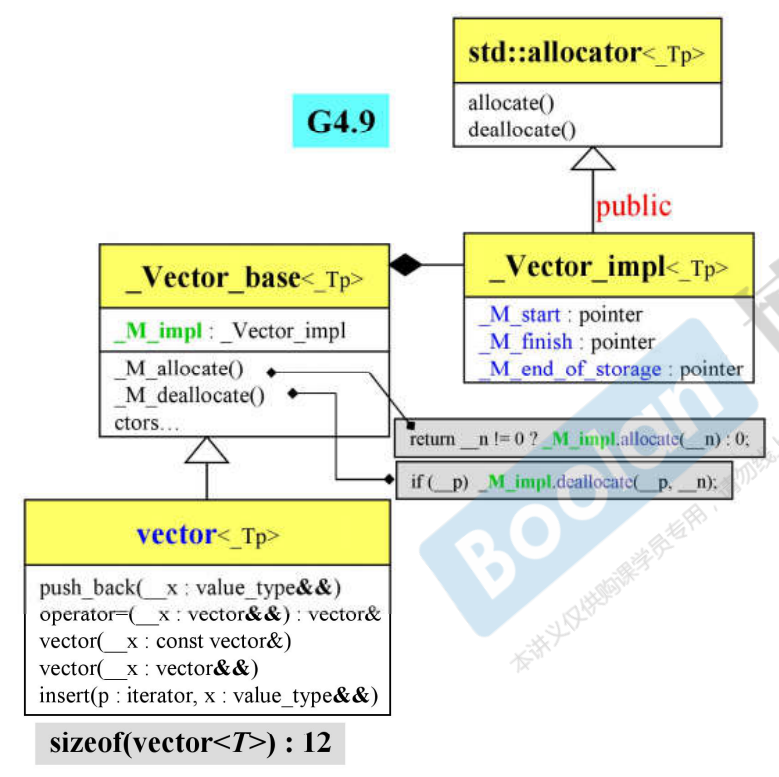 std::allocator<_Tp>
allocate()
deallocate()
G4.9
public
_Vector_base<_Tp>
_M_impl : _Vector_impl
_M_allocate()
_M_deallocate()
ctors…
_Vector_impl<_Tp>
_M_start : pointer
_M_finish : pointer
_M_end_of_storage : pointer
return __n != 0 ? _M_impl.allocate(__n) : 0;
if (__p) _M_impl.deallocate(__p, __n);
vector<_Tp>
push_back(__x : value_type&&)
operator=(__x : vector&&) : vector&
vector(__x : const vector&)
vector(__x : vector&&)
insert(p : iterator, x : value_type&&)
sizeof(vector<T>) : 12
Boolan
本讲义仅供购课学员专用,请勿线